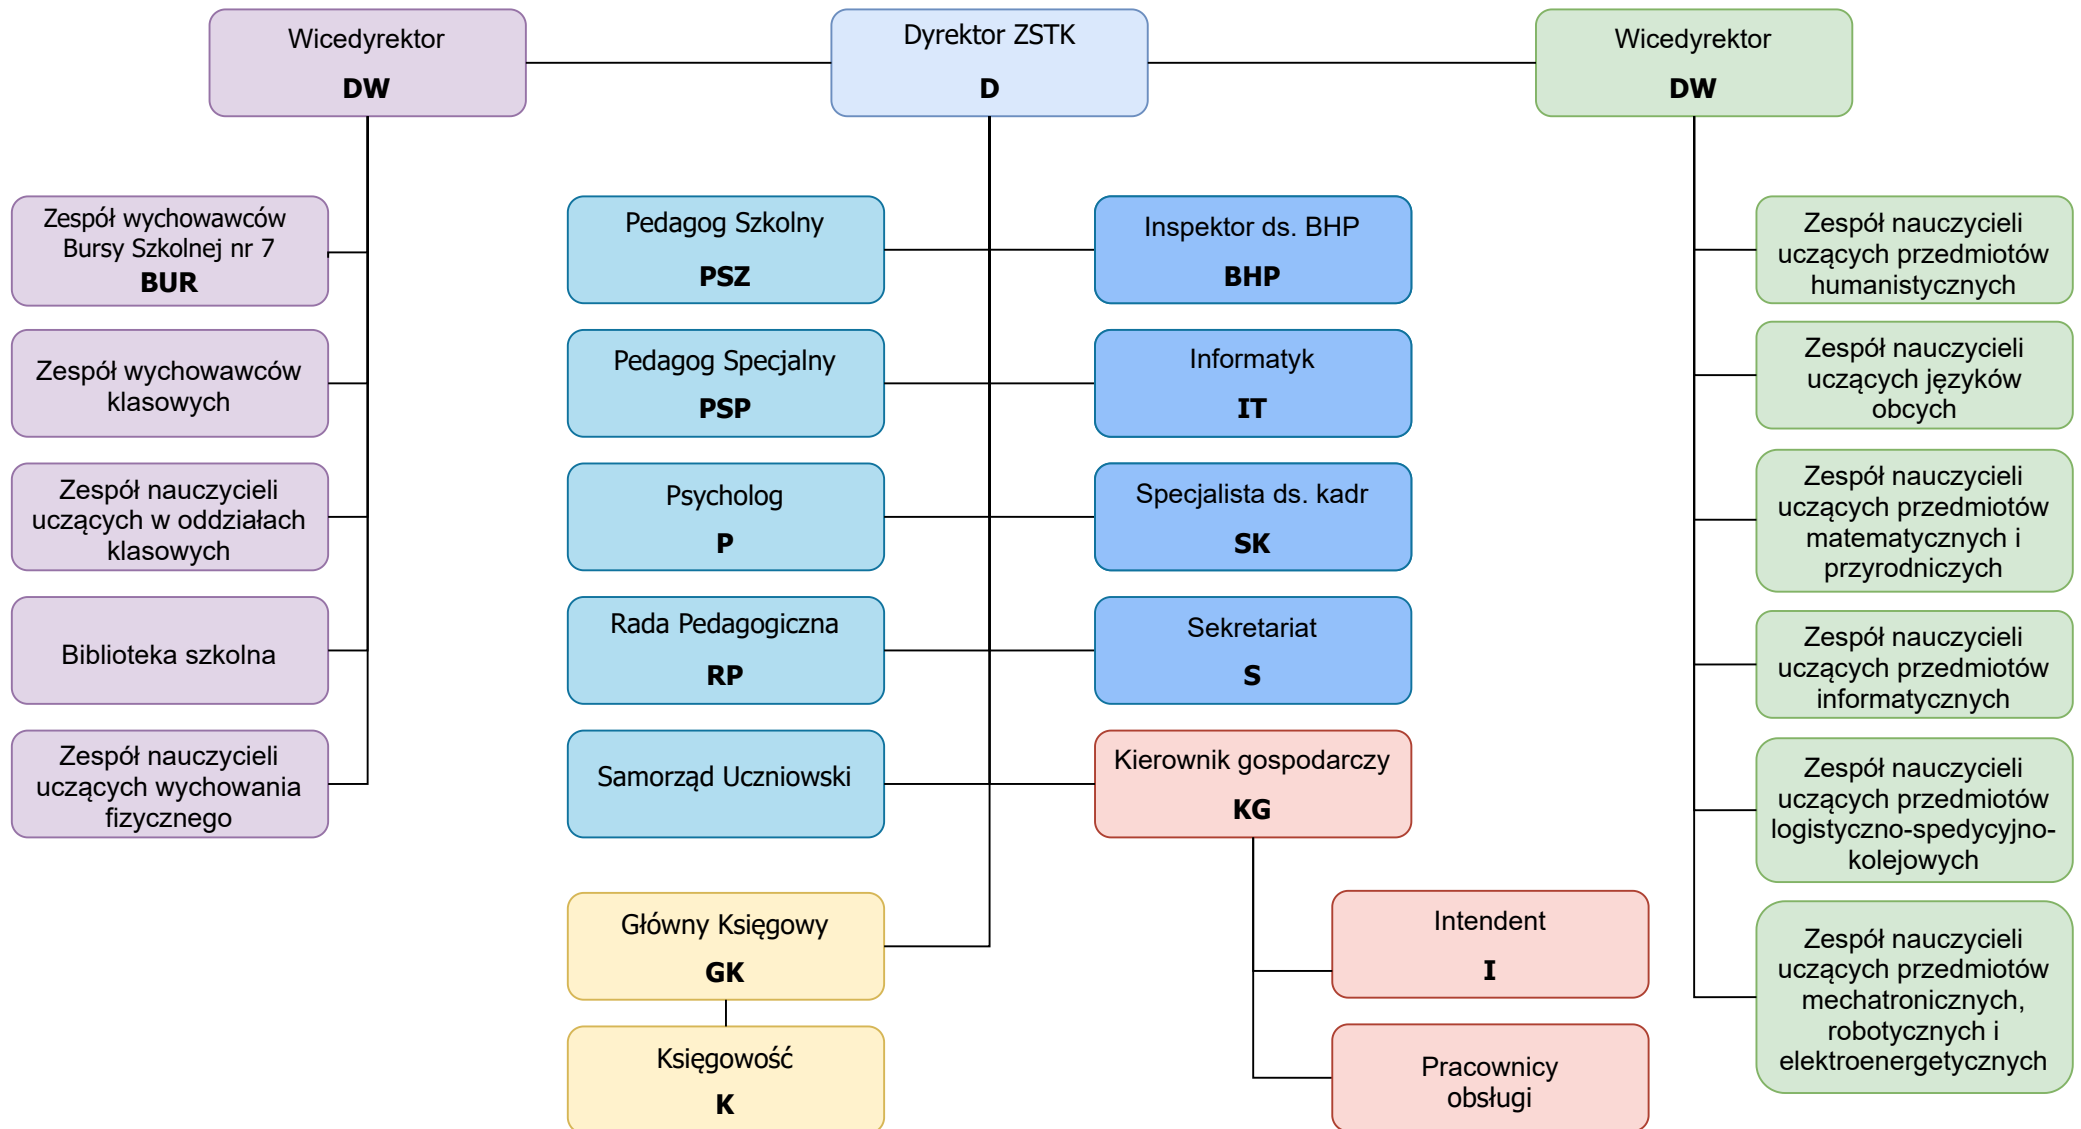 Wicedyrektor
DW
Dyrektor ZSTK
D
Wicedyrektor
DW
Zespół wychowawców
Bursy Szkolnej nr 7
BUR
Zespół wychowawców
klasowych
Zespół nauczycieli
uczących w oddziałach
klasowych
Biblioteka szkolna
Zespół nauczycieli
uczących wychowania
fizycznego
Pedagog Szkolny
PSZ
Pedagog Specjalny
PSP
Psycholog
P
Rada Pedagogiczna
RP
Samorząd Uczniowski
Główny Księgowy
GK
Księgowość
K
Inspektor ds. BHP
BHP
Informatyk
IT
Specjalista ds. kadr
SK
Sekretariat
S
Kierownik gospodarczy
KG
Intendent
I
Pracownicy
obsługi
Zespół nauczycieli
uczących przedmiotów
humanistycznych
Zespół nauczycieli
uczących języków
obcych
Zespół nauczycieli
uczących przedmiotów
matematycznych i
przyrodniczych
Zespół nauczycieli
uczących przedmiotów
informatycznych
Zespół nauczycieli
uczących przedmiotów
logistyczno-spedycyjno-
kolejowych
Zespół nauczycieli
uczących przedmiotów
mechatronicznych,
robotycznych i
elektroenergetycznych